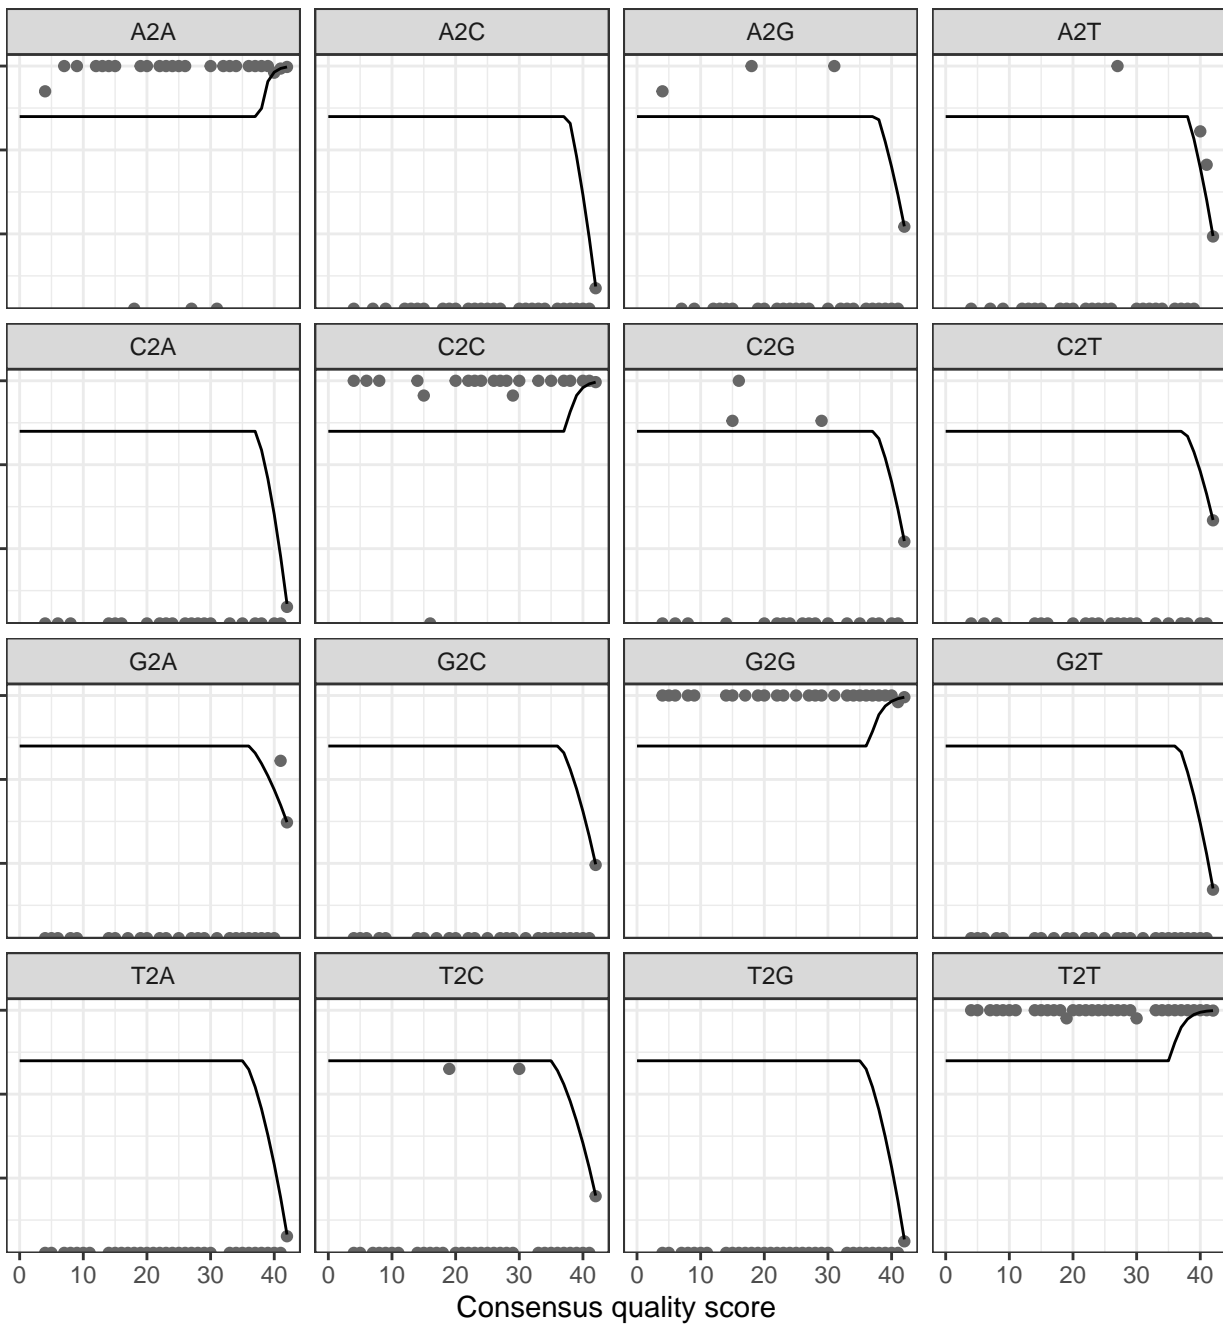 A2A A2C A2G A2T
C2A C2C C2G C2T
G2A G2C G2G G2T
T2A T2C T2G T2T
0 10 20 30 40 0 10 20 30 40 0 10 20 30 40 0 10 20 30 40
Consensus quality score